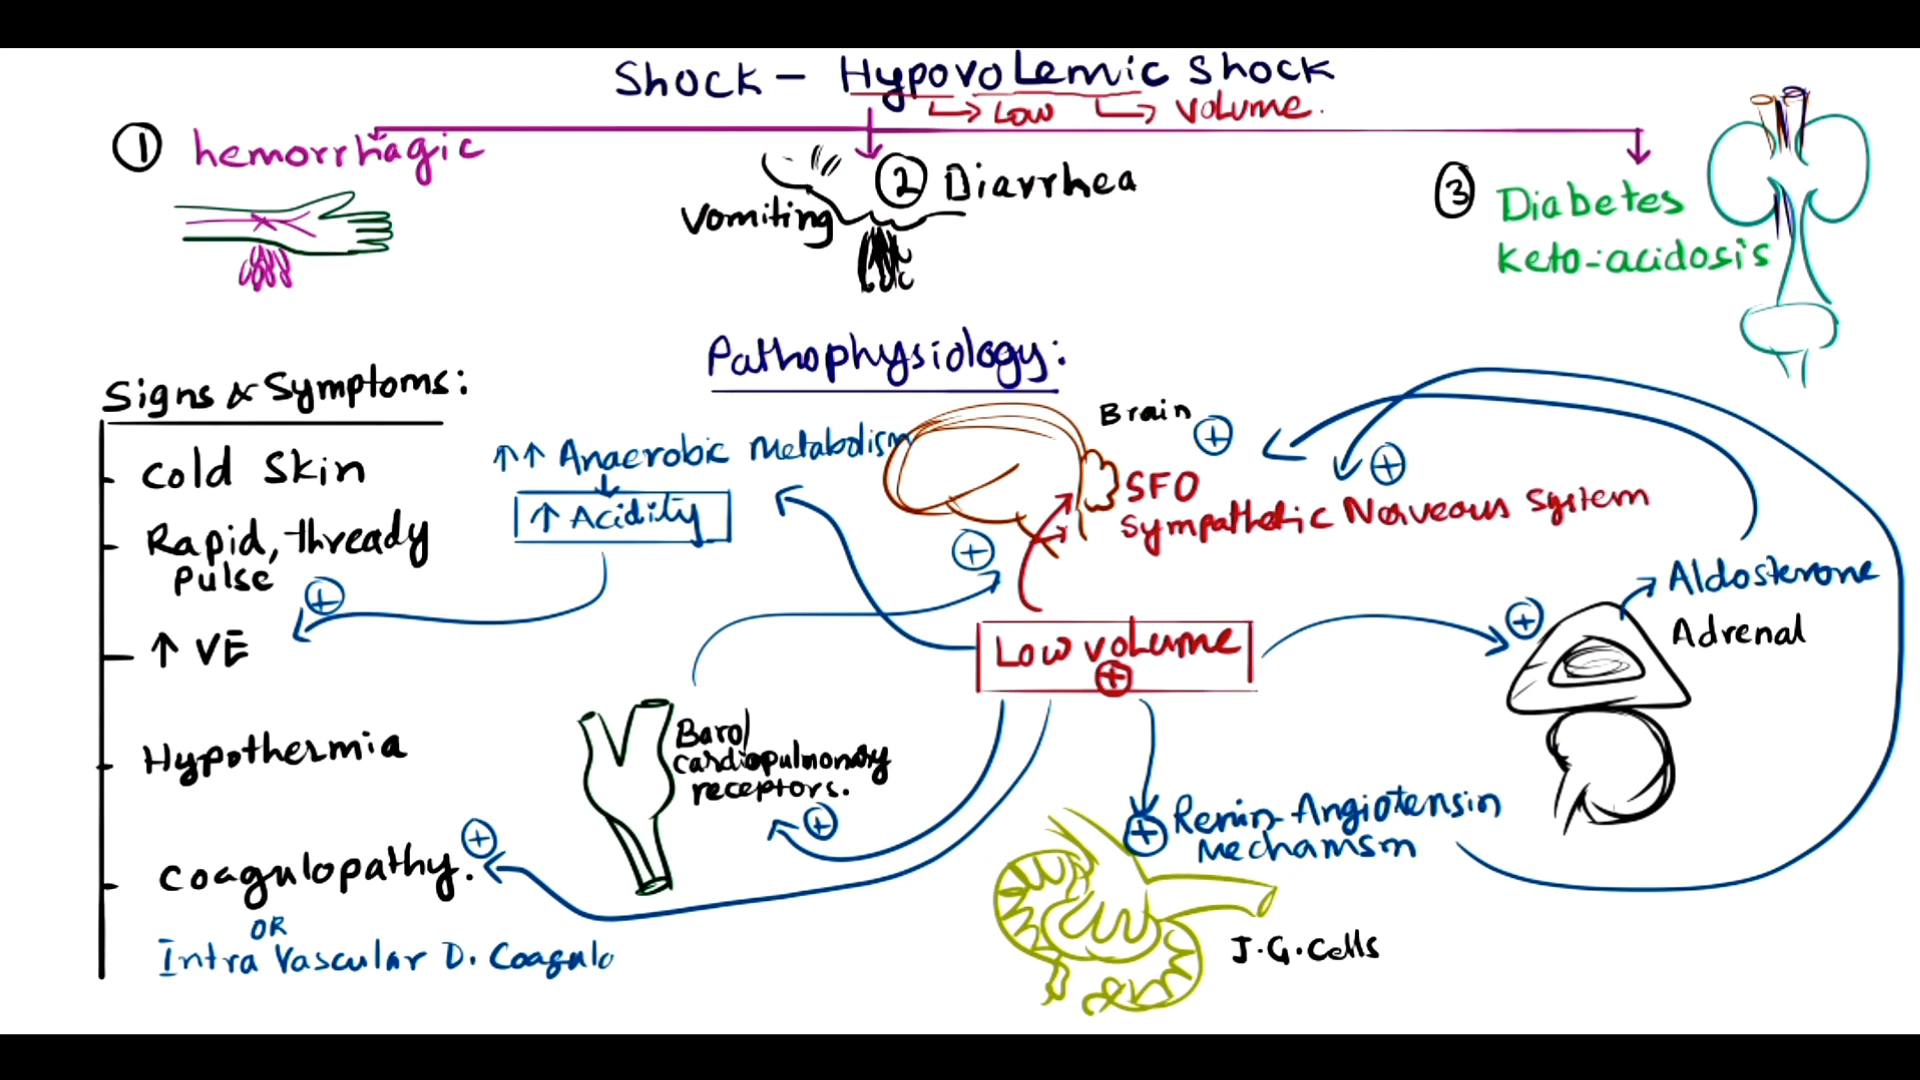 Shock - Hypovolemic Shock
↳ Low ↳ Volume.
① hemorrhagic
② Diarrhea
Vomiting
③ Diabetes
keto-acidosis
Pathophysiology:
Signs & Symptoms:
Cold Skin
Rapid, thready
Pulse
↑ VE
Hypothermia
Coagulopathy.
OR
Intra Vascular D. Coagulo
↑↑ Anaerobic Metabolism
↑ Acidity
Brain
SFO
Sympathetic Nerveous System
Low volume
Baro/
cardiopulmonary
receptors.
Aldosterone
Adrenal
Renin-Angiotensin
Mechanism
J.G.Cells